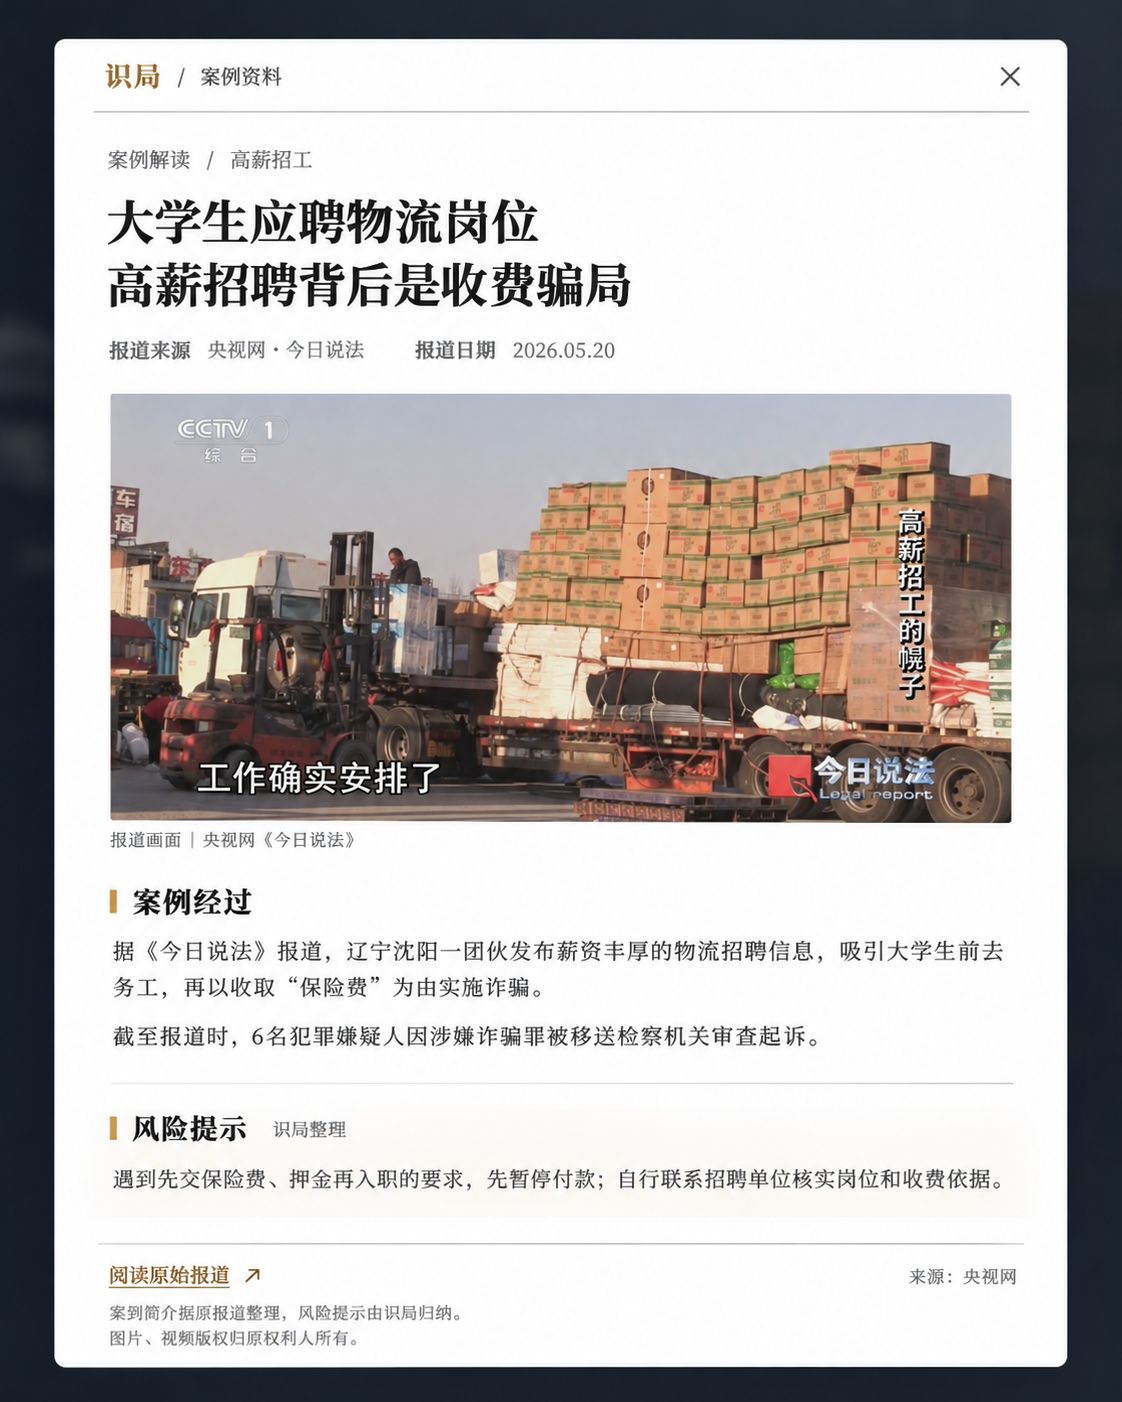 识局 / 案例资料
案例解读 / 高薪招工
大学生应聘物流岗位
高薪招聘背后是收费骗局
报道来源 央视网·今日说法 报道日期 2026.05.20
CCTV 1
综合
车
宿
高薪招工的幌子
工作确实安排了
今日说法
Legal report
报道画面｜央视网《今日说法》
案例经过
据《今日说法》报道，辽宁沈阳一团伙发布薪资丰厚的物流招聘信息，吸引大学生前去
务工，再以收取“保险费”为由实施诈骗。
截至报道时，6名犯罪嫌疑人因涉嫌诈骗罪被移送检察机关审查起诉。
风险提示 识局整理
遇到先交保险费、押金再入职的要求，先暂停付款；自行联系招聘单位核实岗位和收费依据。
阅读原始报道 ↗ 来源：央视网
案到简介据原报道整理，风险提示由识局归纳。
图片、视频版权归原权利人所有。